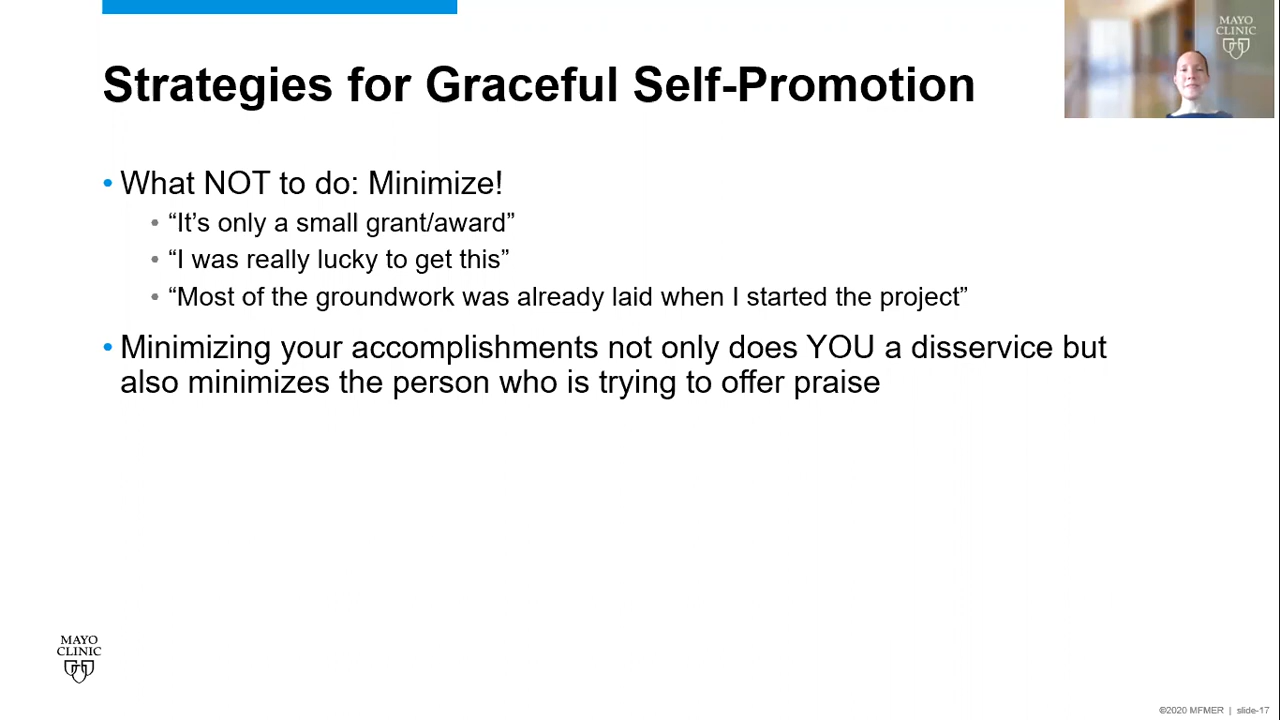 Strategies for Graceful Self-Promotion
MAYO
CLINIC
• What NOT to do: Minimize!
• “It’s only a small grant/award”
• “I was really lucky to get this”
• “Most of the groundwork was already laid when I started the project”
• Minimizing your accomplishments not only does YOU a disservice but
also minimizes the person who is trying to offer praise
MAYO
CLINIC
©2020 MFMER | slide-17